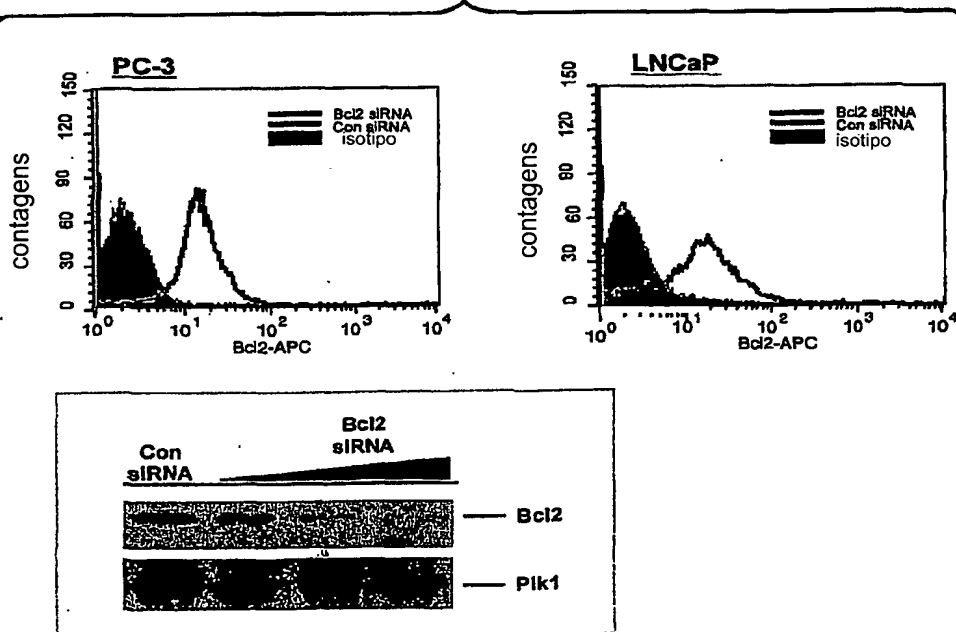 PC-3
150
120
90
60
30
0
contagens
Bcl2 siRNA
Con siRNA
isotipo
10⁰ 10¹ 10² 10³ 10⁴
Bcl2-APC
LNCaP
150
120
90
60
30
0
contagens
Bcl2 siRNA
Con siRNA
isotipo
10⁰ 10¹ 10² 10³ 10⁴
Bcl2-APC
Con
siRNA
Bcl2
siRNA
Bcl2
Plk1